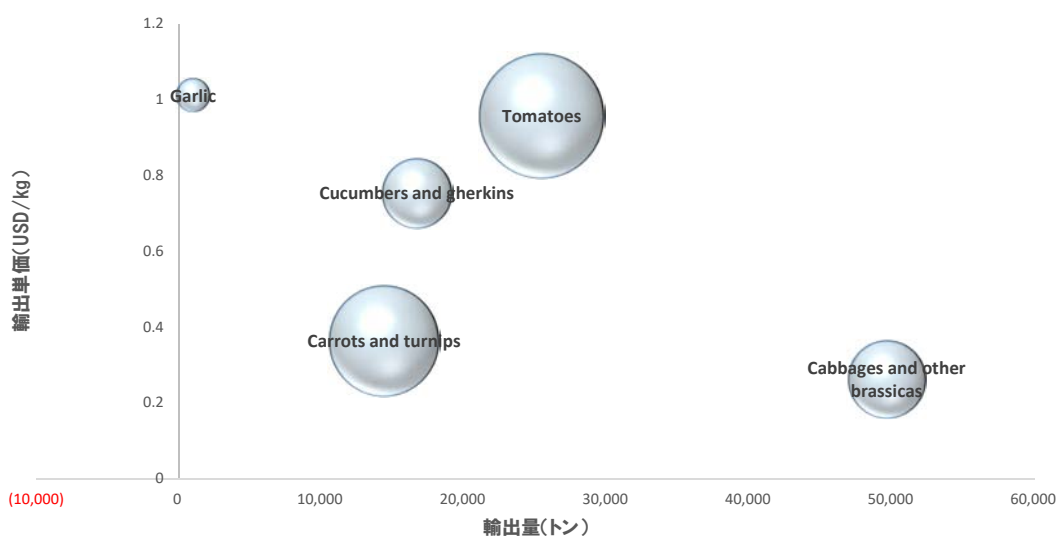 1.2
1
0.8
0.6
0.4
0.2
0
輸出単価(USD/kg)
Garlic
Tomatoes
Cucumbers and gherkins
Carrots and turnips
Cabbages and other
brassicas
(10,000)
0
10,000
20,000
30,000
40,000
50,000
60,000
輸出量(トン)